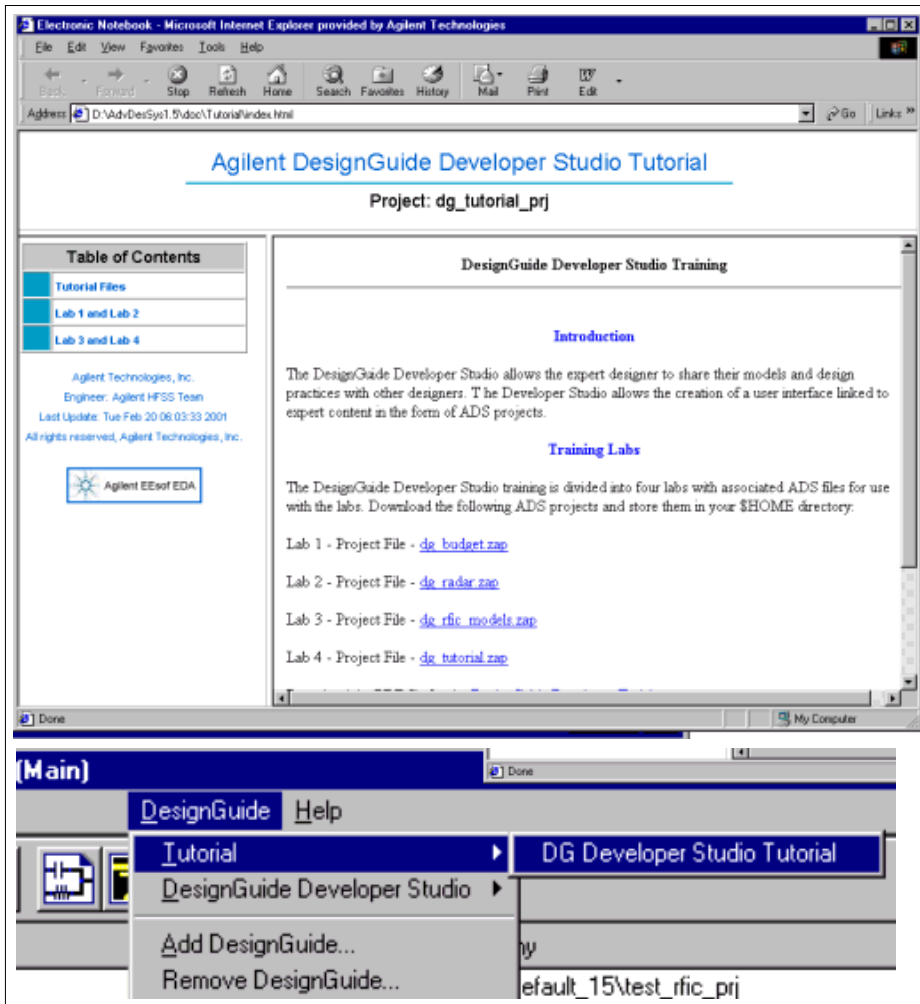 Electronic Notebook - Microsoft Internet Explorer provided by Agilent Technologies
File Edit View Favorites Tools Help
Back Forward Stop Refresh Home Search Favorites History Mail Print Edit
Address D:\AdvDesSys1.5\doc\Tutorial\index.html Go Links »
Agilent DesignGuide Developer Studio Tutorial
Project: dg_tutorial_prj
Table of Contents
Tutorial Files
Lab 1 and Lab 2
Lab 3 and Lab 4
Agilent Technologies, Inc.
Engineer: Agilent HFSS Team
Last Update: Tue Feb 20 06:03:33 2001
All rights reserved, Agilent Technologies, Inc.
Agilent EEsof EDA
DesignGuide Developer Studio Training
Introduction
The DesignGuide Developer Studio allows the expert designer to share their models and design
practices with other designers. T he Developer Studio allows the creation of a user interface linked to
expert content in the form of ADS projects.
Training Labs
The DesignGuide Developer Studio training is divided into four labs with associated ADS files for use
with the labs. Download the following ADS projects and store them in your $HOME directory:
Lab 1 - Project File - dg_budget.zap
Lab 2 - Project File - dg_radar.zap
Lab 3 - Project File - dg_rfic_models.zap
Lab 4 - Project File - dg_tutorial.zap
Done My Computer
(Main)
Done
DesignGuide Help
Tutorial DG Developer Studio Tutorial
DesignGuide Developer Studio
Add DesignGuide... ny
Remove DesignGuide... efault_15\test_rfic_prj